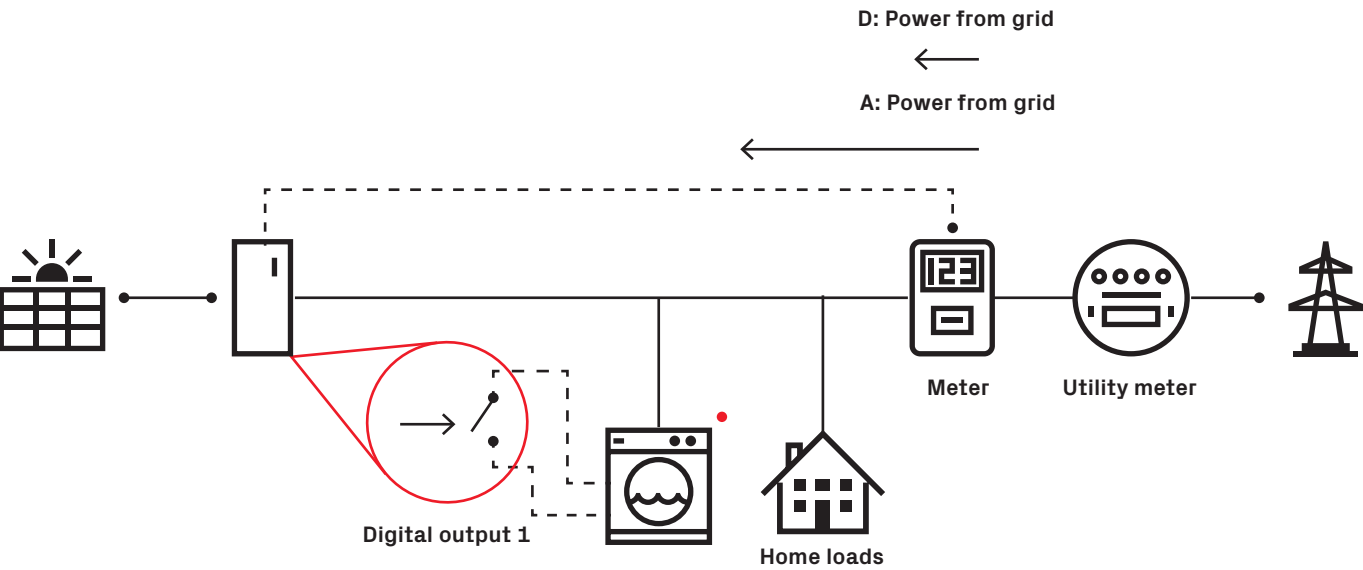 D: Power from grid
A: Power from grid
123
Meter
Utility meter
Digital output 1
Home loads